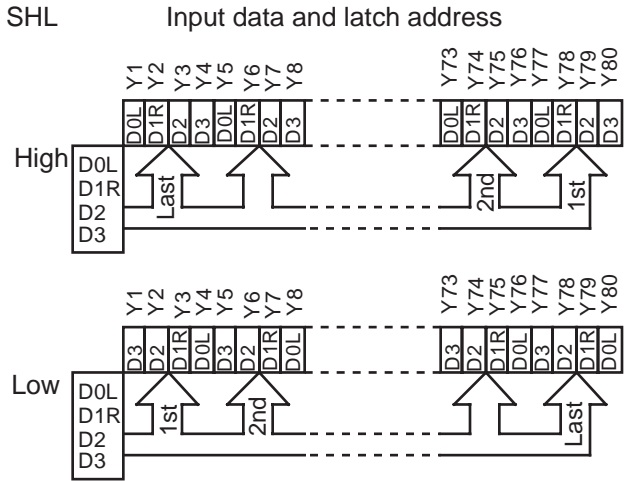 SHL Input data and latch address
Y1 Y2 Y3 Y4 Y5 Y6 Y7 Y8 Y73 Y74 Y75 Y76 Y77 Y78 Y79 Y80
D0L D1R D2 D3 D0L D1R D2 D3 D0L D1R D2 D3 D0L D1R D2 D3
High
D0L
D1R
D2
D3
Last 2nd 1st
Y1 Y2 Y3 Y4 Y5 Y6 Y7 Y8 Y73 Y74 Y75 Y76 Y77 Y78 Y79 Y80
D3 D2 D1R D0L D3 D2 D1R D0L D3 D2 D1R D0L D3 D2 D1R D0L
Low
D0L
D1R
D2
D3
1st 2nd Last